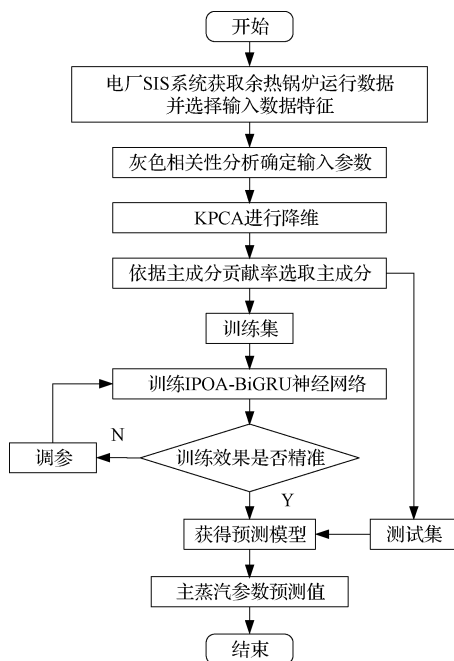 开始
电厂SIS系统获取余热锅炉运行数据
并选择输入数据特征
灰色相关性分析确定输入参数
KPCA进行降维
依据主成分贡献率选取主成分
训练集
训练IPOA-BiGRU神经网络
N
调参
训练效果是否精准
Y
获得预测模型
测试集
主蒸汽参数预测值
结束